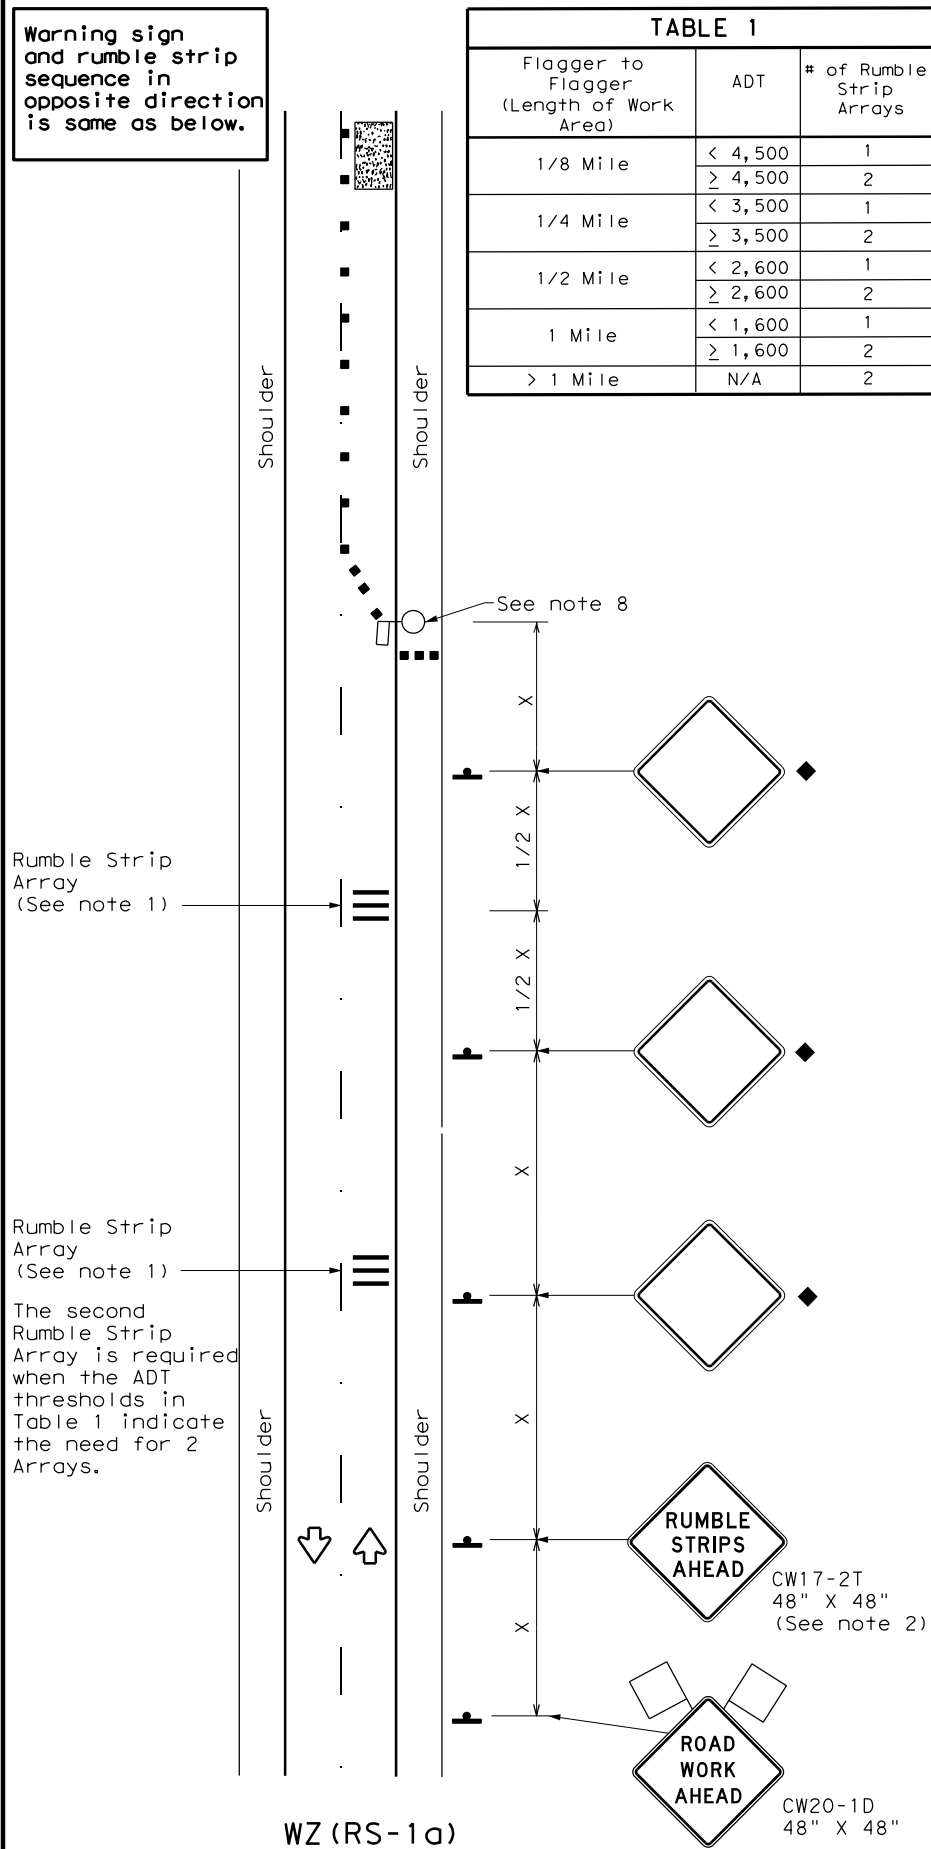 Warning sign
and rumble strip
sequence in
opposite direction
is same as below.
TABLE 1
Flagger to
Flagger
(Length of Work
Area)
ADT
# of Rumble
Strip
Arrays
1/8 Mile
< 4,500 1
≥ 4,500 2
1/4 Mile
< 3,500 1
≥ 3,500 2
1/2 Mile
< 2,600 1
≥ 2,600 2
1 Mile
< 1,600 1
≥ 1,600 2
> 1 Mile N/A 2
Shoulder
Shoulder
See note 8
X
1/2 X
Rumble Strip
Array
(See note 1)
1/2 X
X
Rumble Strip
Array
(See note 1)
The second
Rumble Strip
Array is required
when the ADT
thresholds in
Table 1 indicate
the need for 2
Arrays.
Shoulder
Shoulder
X
RUMBLE
STRIPS
AHEAD
CW17-2T
48" X 48"
(See note 2)
X
ROAD
WORK
AHEAD
CW20-1D
48" X 48"
WZ(RS-1a)